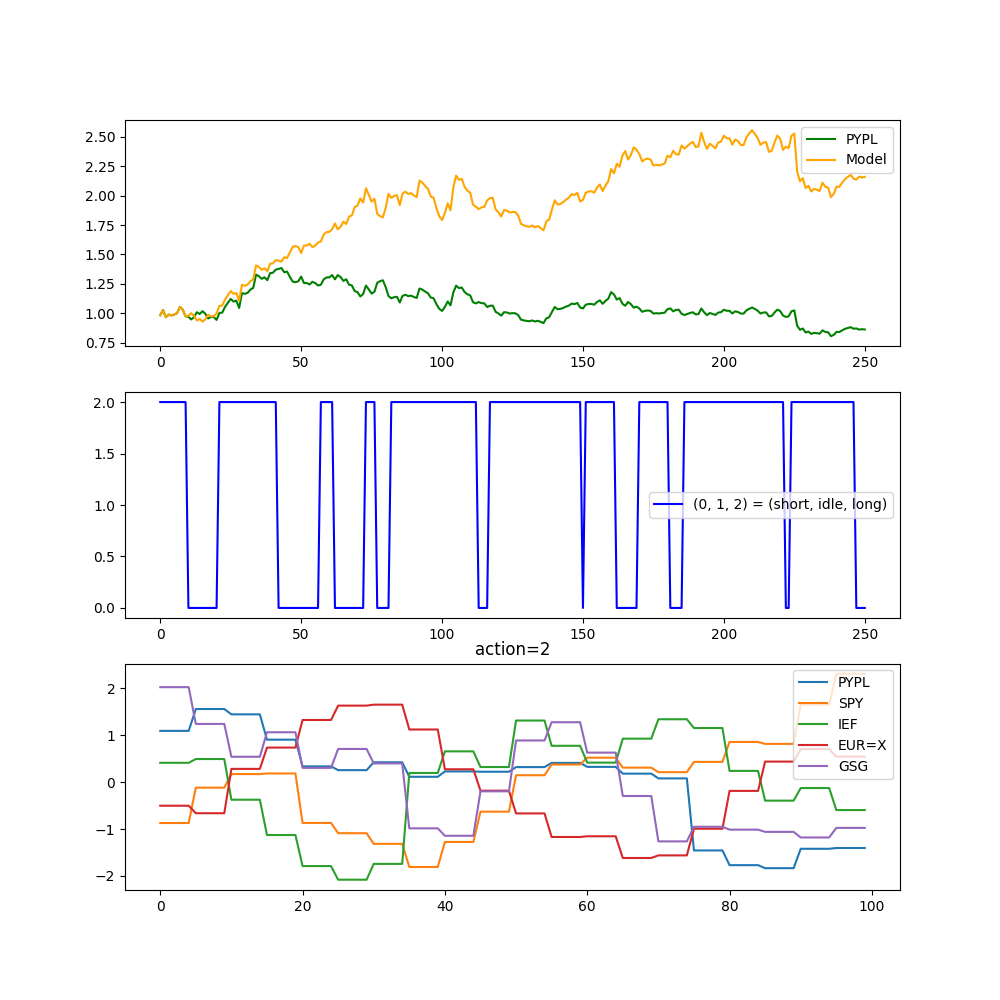 2.50
2.25
2.00
1.75
1.50
1.25
1.00
0.75
PYPL
Model
0 50 100 150 200 250
2.0
1.5
1.0
0.5
0.0
(0, 1, 2) = (short, idle, long)
0 50 100 150 200 250
action=2
2
1
0
−1
−2
PYPL
SPY
IEF
EUR=X
GSG
0 20 40 60 80 100